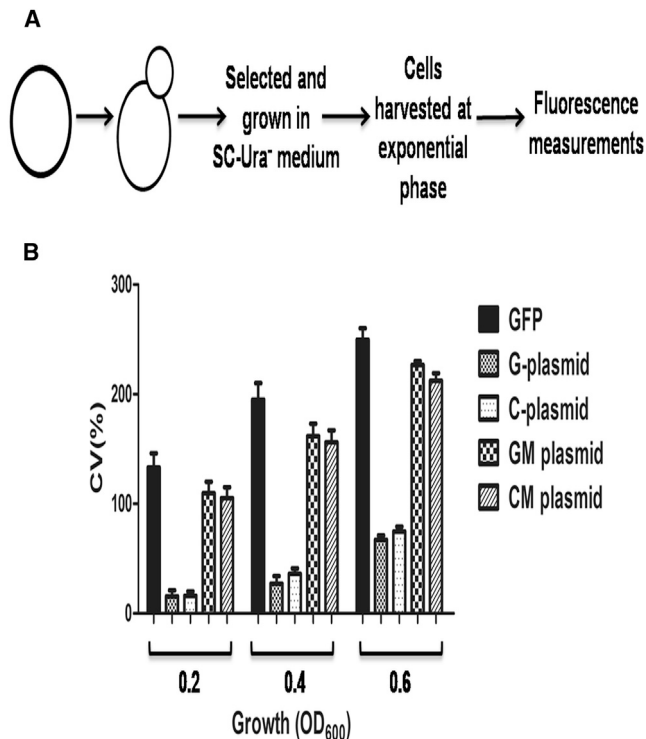 A
Selected and
grown in
SC-Ura⁻ medium
Cells
harvested at
exponential
phase
Fluorescence
measurements
B
300
200
100
0
CV(%)
GFP
G-plasmid
C-plasmid
GM plasmid
CM plasmid
0.2
0.4
0.6
Growth (OD₆₀₀)